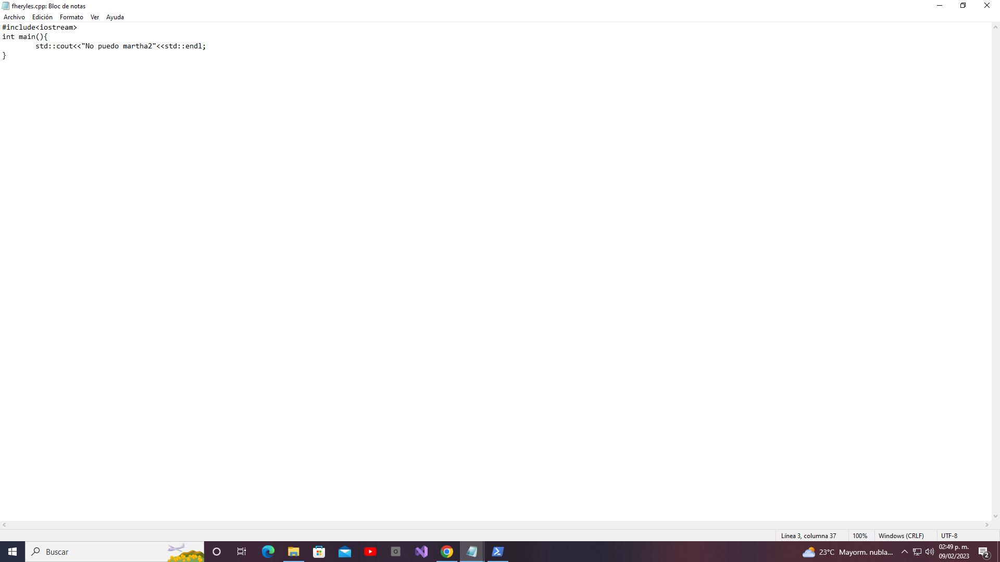 fheryles.cpp: Bloc de notas
Archivo Edición Formato Ver Ayuda
#include<iostream>
int main(){
        std::cout<<"No puedo martha2"<<std::endl;
}
Línea 3, columna 37 100% Windows (CRLF) UTF-8
Buscar
23°C Mayorm. nubla...
02:49 p. m.
09/02/2023
2